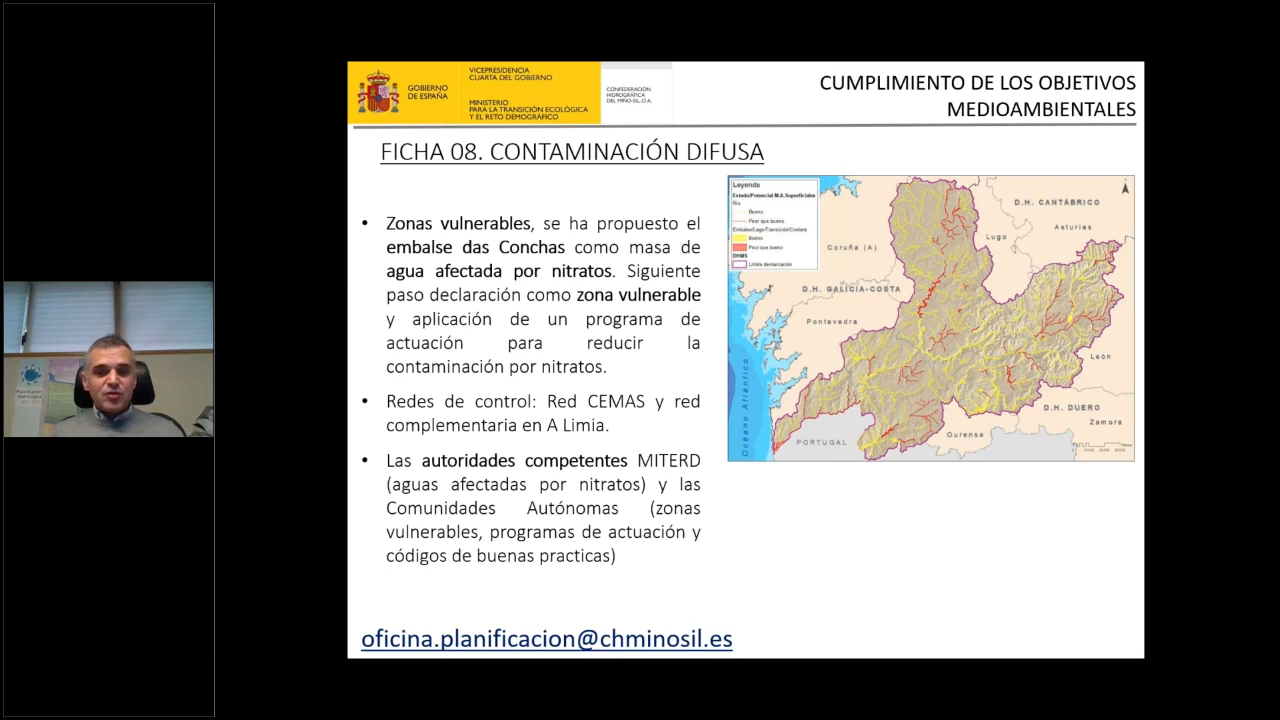 GOBIERNO
DE ESPAÑA
VICEPRESIDENCIA
CUARTA DEL GOBIERNO
MINISTERIO
PARA LA TRANSICIÓN ECOLÓGICA
Y EL RETO DEMOGRÁFICO
CONFEDERACIÓN
HIDROGRÁFICA
DEL MIÑO-SIL, O.A.
CUMPLIMIENTO DE LOS OBJETIVOS
MEDIOAMBIENTALES
FICHA 08. CONTAMINACIÓN DIFUSA
• Zonas vulnerables, se ha propuesto el
embalse das Conchas como masa de
agua afectada por nitratos. Siguiente
paso declaración como zona vulnerable
y aplicación de un programa de
actuación para reducir la
contaminación por nitratos.
• Redes de control: Red CEMAS y red
complementaria en A Limia.
• Las autoridades competentes MITERD
(aguas afectadas por nitratos) y las
Comunidades Autónomas (zonas
vulnerables, programas de actuación y
códigos de buenas practicas)
Leyenda
Estado/Potencial M.A.Superficiales
Río
Bueno
Peor que bueno
Embalse/Lago/Transición/Costera
Bueno
Peor que bueno
DHMS
Límite demarcación
N
D.H. CANTÁBRICO
Asturias
Lugo
Coruña (A)
D.H. GALICIA-COSTA
Pontevedra
León
D.H. DUERO
Zamora
Ourense
PORTUGAL
Océano Atlántico
oficina.planificacion@chminosil.es